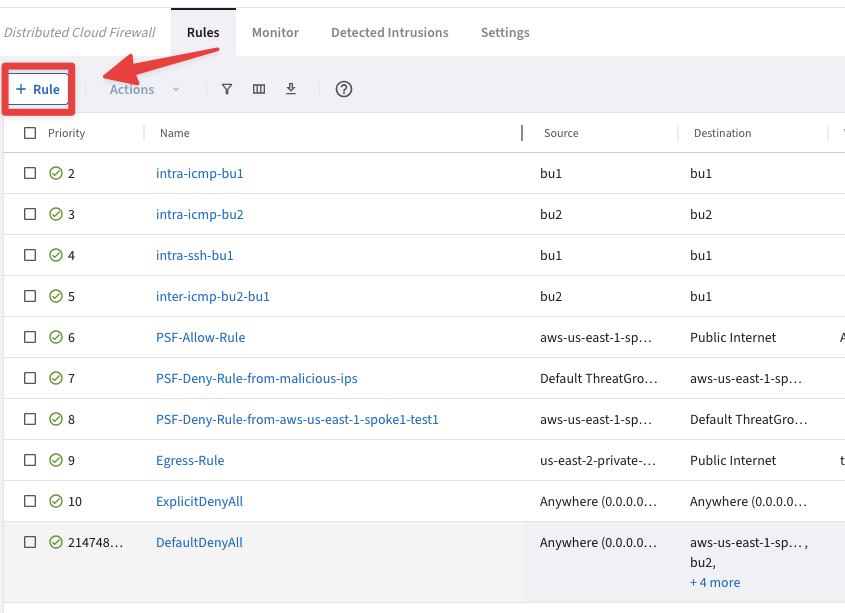 Distributed Cloud Firewall Rules Monitor Detected Intrusions Settings
+ Rule Actions
Priority Name Source Destination
2 intra-icmp-bu1 bu1 bu1
3 intra-icmp-bu2 bu2 bu2
4 intra-ssh-bu1 bu1 bu1
5 inter-icmp-bu2-bu1 bu2 bu1
6 PSF-Allow-Rule aws-us-east-1-sp... Public Internet
7 PSF-Deny-Rule-from-malicious-ips Default ThreatGro... aws-us-east-1-sp...
8 PSF-Deny-Rule-from-aws-us-east-1-spoke1-test1 aws-us-east-1-sp... Default ThreatGro...
9 Egress-Rule us-east-2-private-... Public Internet
10 ExplicitDenyAll Anywhere (0.0.0.0... Anywhere (0.0.0.0...
214748... DefaultDenyAll Anywhere (0.0.0.0... aws-us-east-1-sp... ,
bu2,
+ 4 more